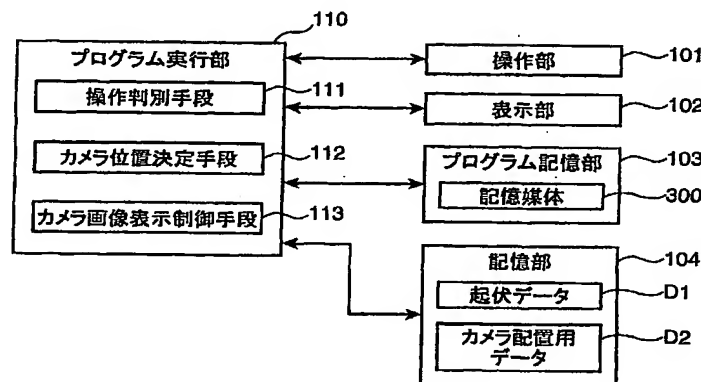 110
プログラム実行部
操作判別手段
111
カメラ位置決定手段
112
カメラ画像表示制御手段
113
操作部
101
表示部
102
プログラム記憶部
103
記憶媒体
300
記憶部
104
起伏データ
D1
カメラ配置用
データ
D2